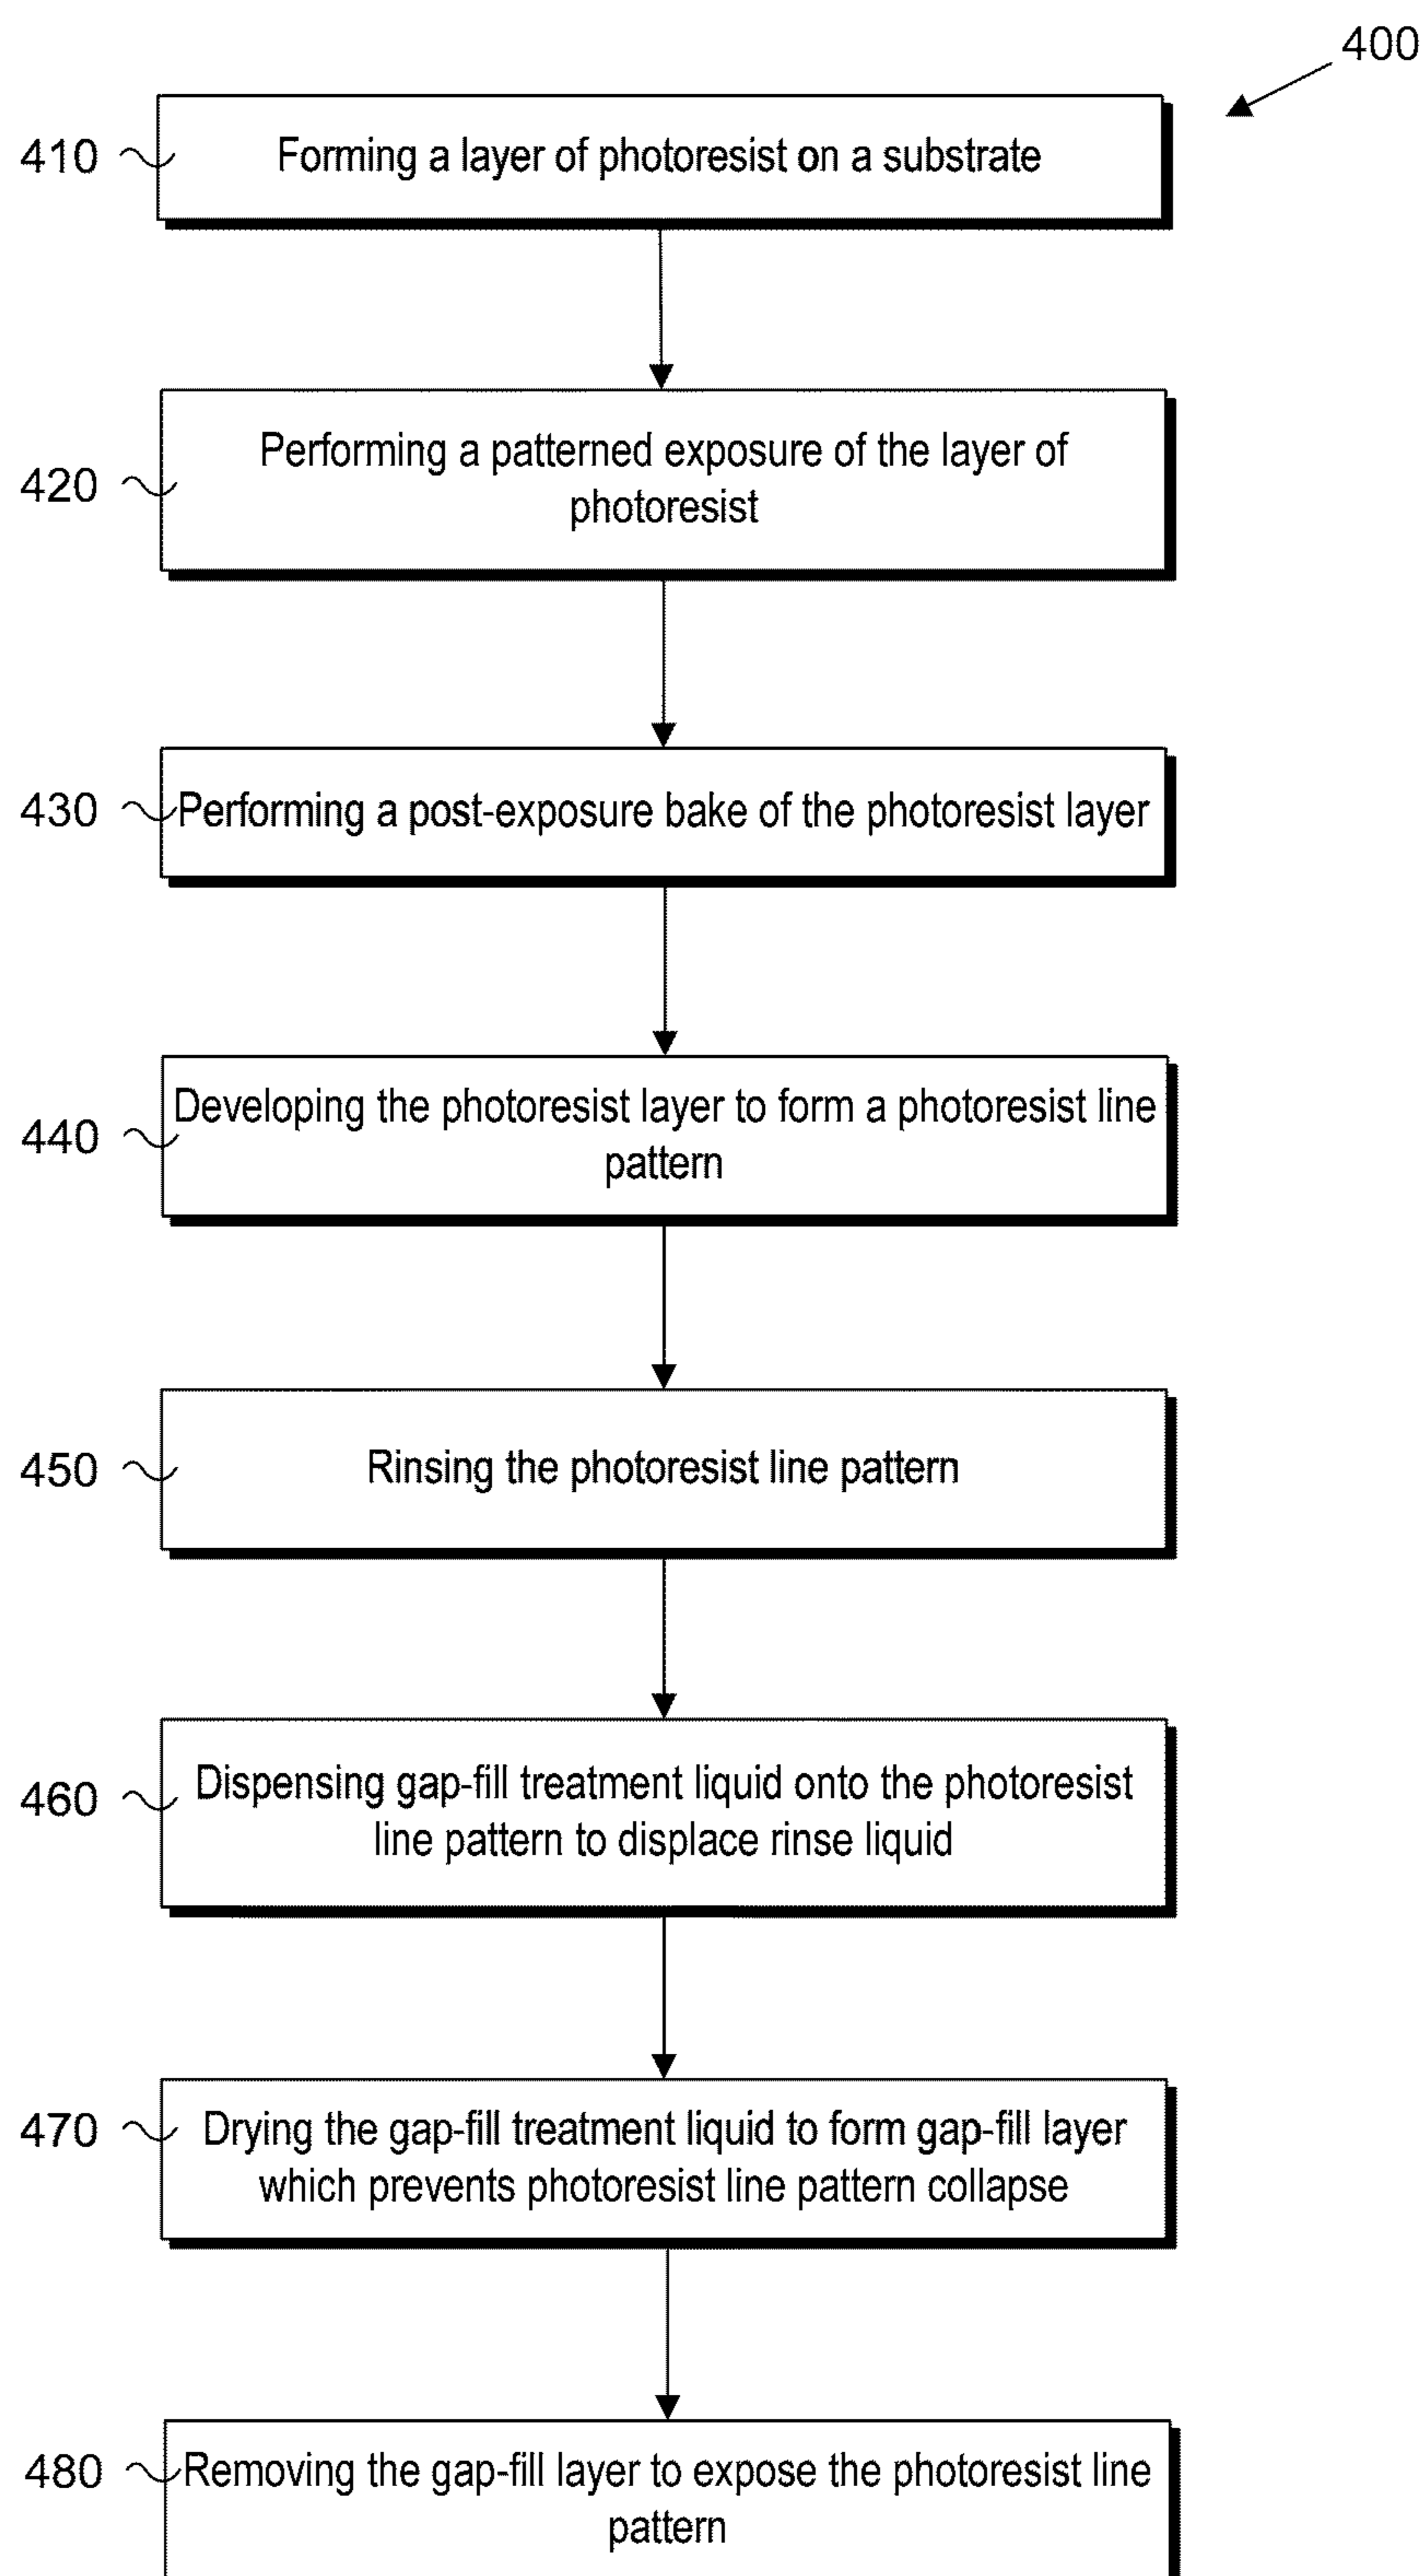 400
410
Forming a layer of photoresist on a substrate
420
Performing a patterned exposure of the layer of
photoresist
430
Performing a post-exposure bake of the photoresist layer
440
Developing the photoresist layer to form a photoresist line
pattern
450
Rinsing the photoresist line pattern
460
Dispensing gap-fill treatment liquid onto the photoresist
line pattern to displace rinse liquid
470
Drying the gap-fill treatment liquid to form gap-fill layer
which prevents photoresist line pattern collapse
480
Removing the gap-fill layer to expose the photoresist line
pattern